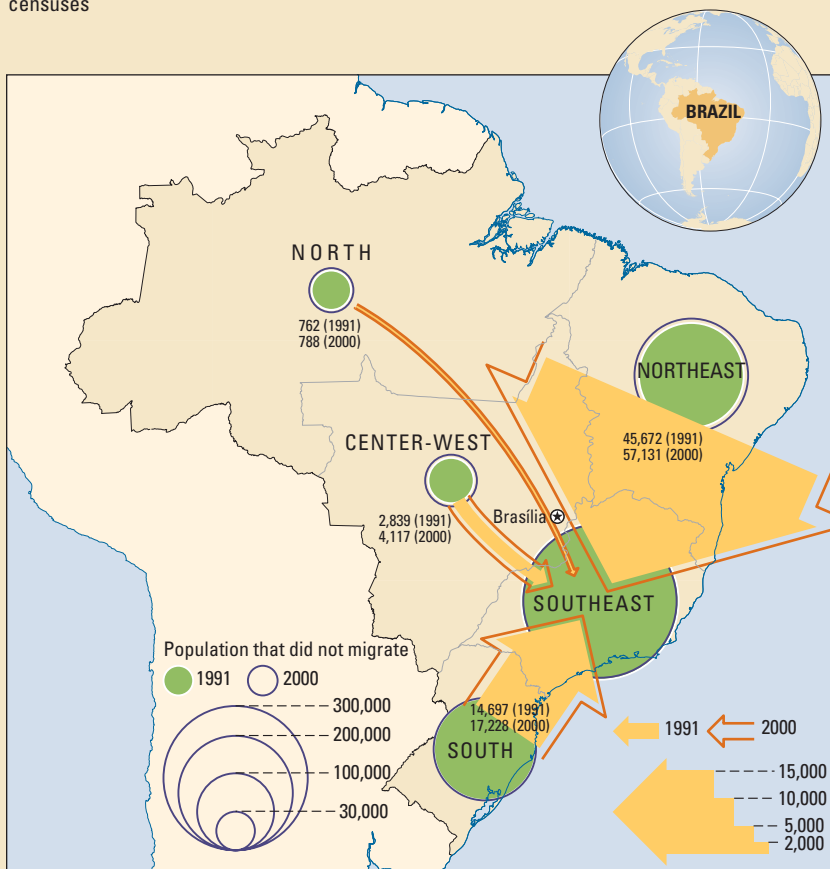 censuses
BRAZIL
NORTH
762 (1991)
788 (2000)
NORTHEAST
45,672 (1991)
57,131 (2000)
CENTER-WEST
2,839 (1991)
4,117 (2000)
Brasília
SOUTHEAST
14,697 (1991)
17,228 (2000)
SOUTH
Population that did not migrate
1991 2000
300,000
200,000
100,000
30,000
1991 2000
15,000
10,000
5,000
2,000